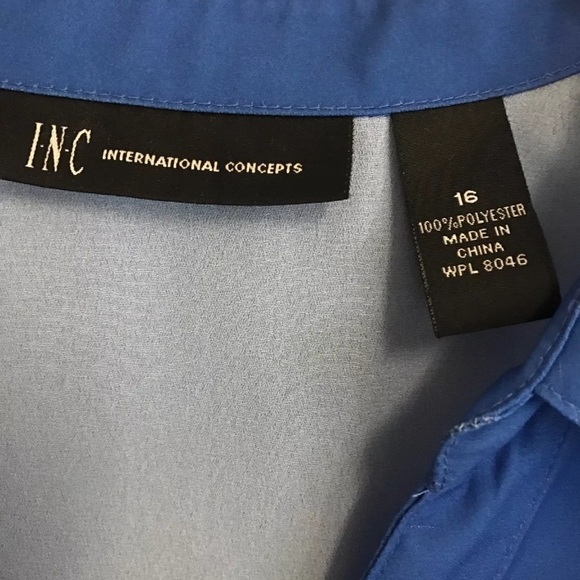 I·N·C INTERNATIONAL CONCEPTS
16
100%POLYESTER
MADE IN
CHINA
WPL 8046